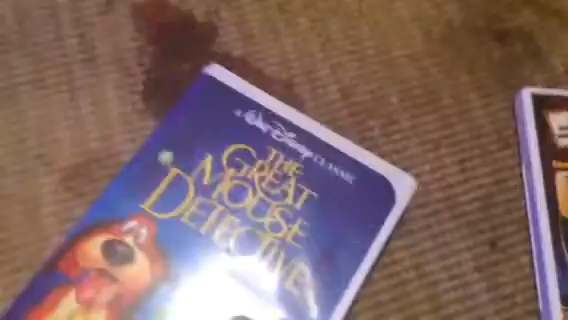 A Walt Disney CLASSIC
THE
GREAT
MOUSE
DETECTIVE